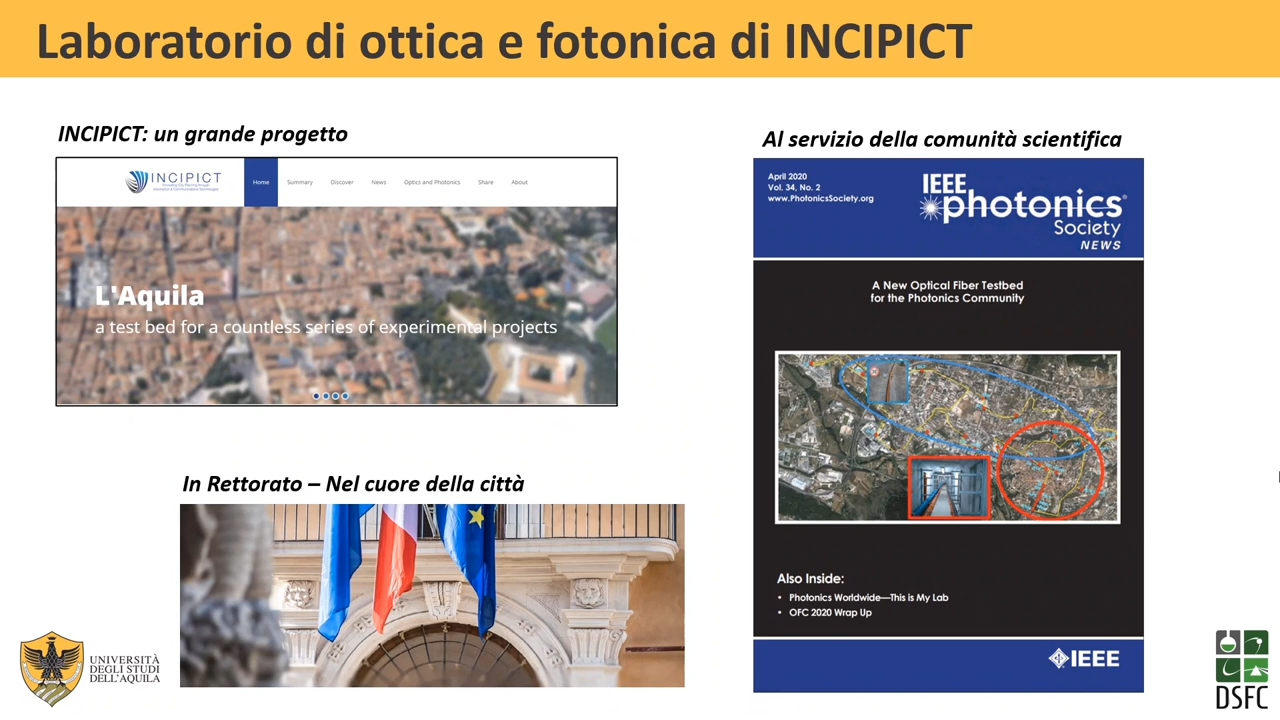 Laboratorio di ottica e fotonica di INCIPICT
INCIPICT: un grande progetto
INCIPICT
Home Summary Discover News Optics and Photonics Share About
L'Aquila
a test bed for a countless series of experimental projects
In Rettorato – Nel cuore della città
UNIVERSITÀ
DEGLI STUDI
DELL'AQUILA
Al servizio della comunità scientifica
April 2020
Vol. 34, No. 2
www.PhotonicsSociety.org
IEEE
photonics®
Society
NEWS
A New Optical Fiber Testbed
for the Photonics Community
Also Inside:
• Photonics Worldwide—This is My Lab
• OFC 2020 Wrap Up
IEEE
DSFC